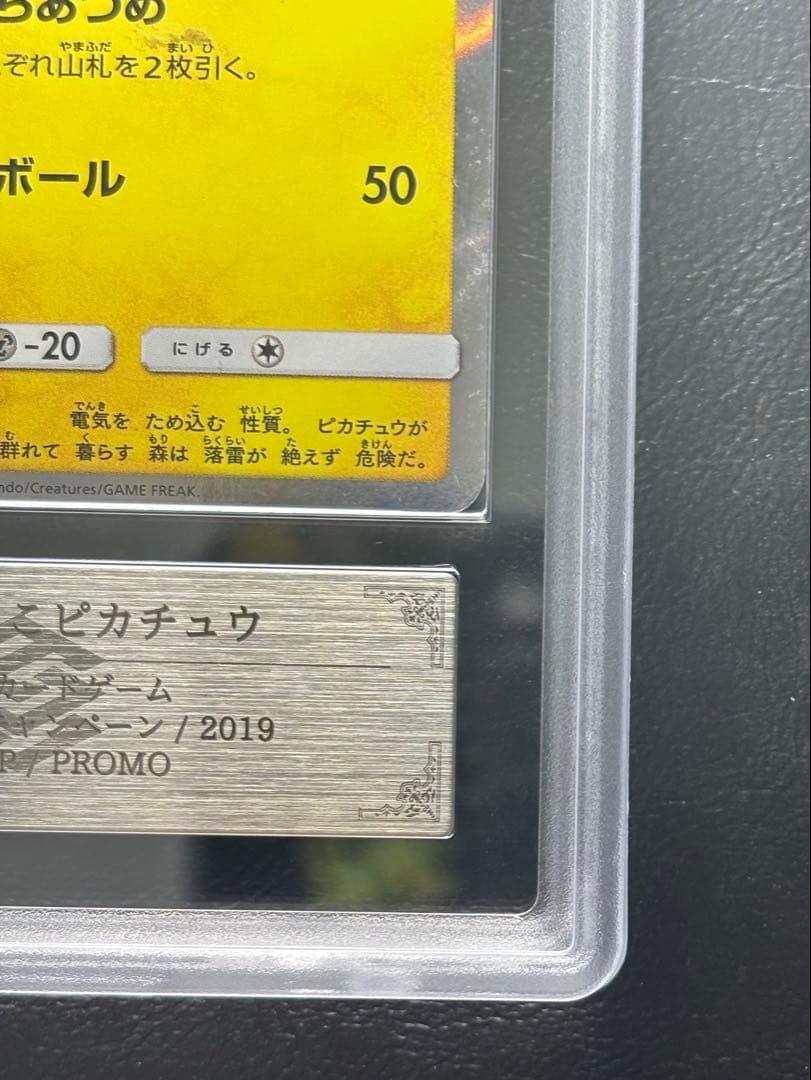 ちあつめ
ぞれ山札を2枚引く。
ボール 50
-20 にげる
電気を ため込む 性質。 ピカチュウが
群れて 暮らす 森は 落雷が 絶えず 危険だ。
ndo/Creatures/GAME FREAK.
こピカチュウ
カードゲーム
キャンペーン / 2019
P / PROMO